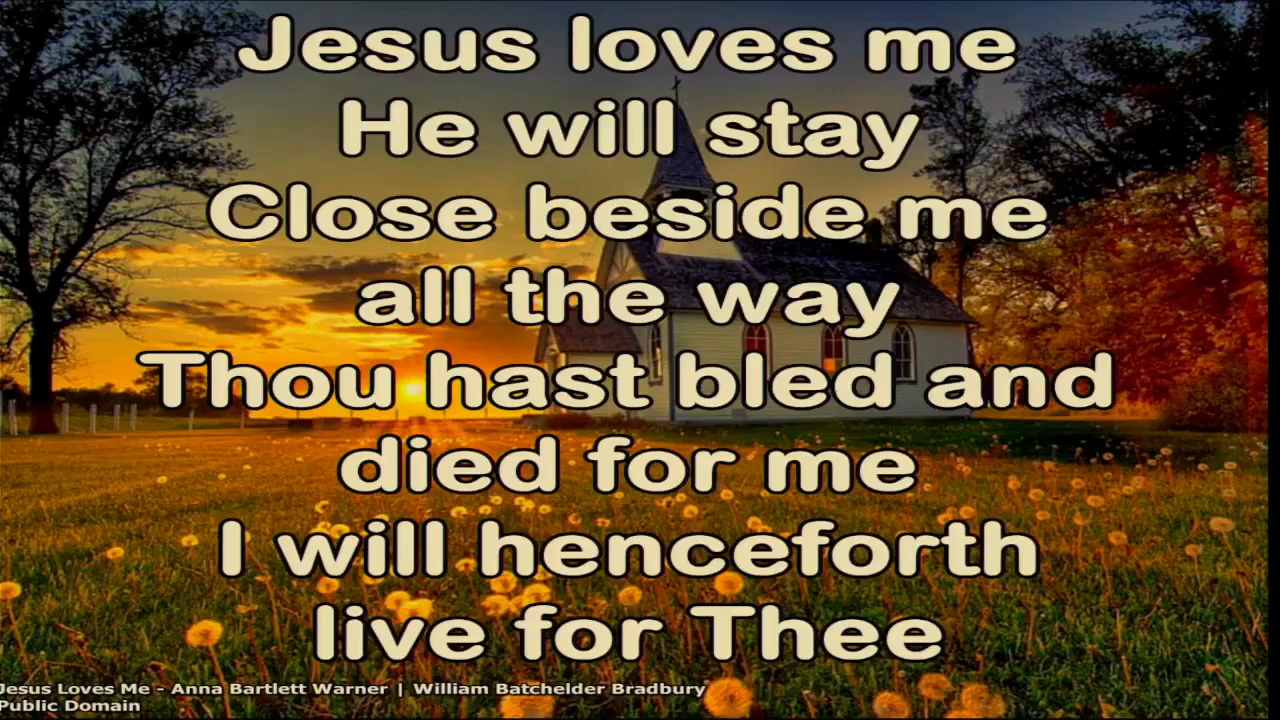 Jesus loves me
He will stay
Close beside me
all the way
Thou hast bled and
died for me
I will henceforth
live for Thee
Jesus Loves Me - Anna Bartlett Warner | William Batchelder Bradbury
Public Domain